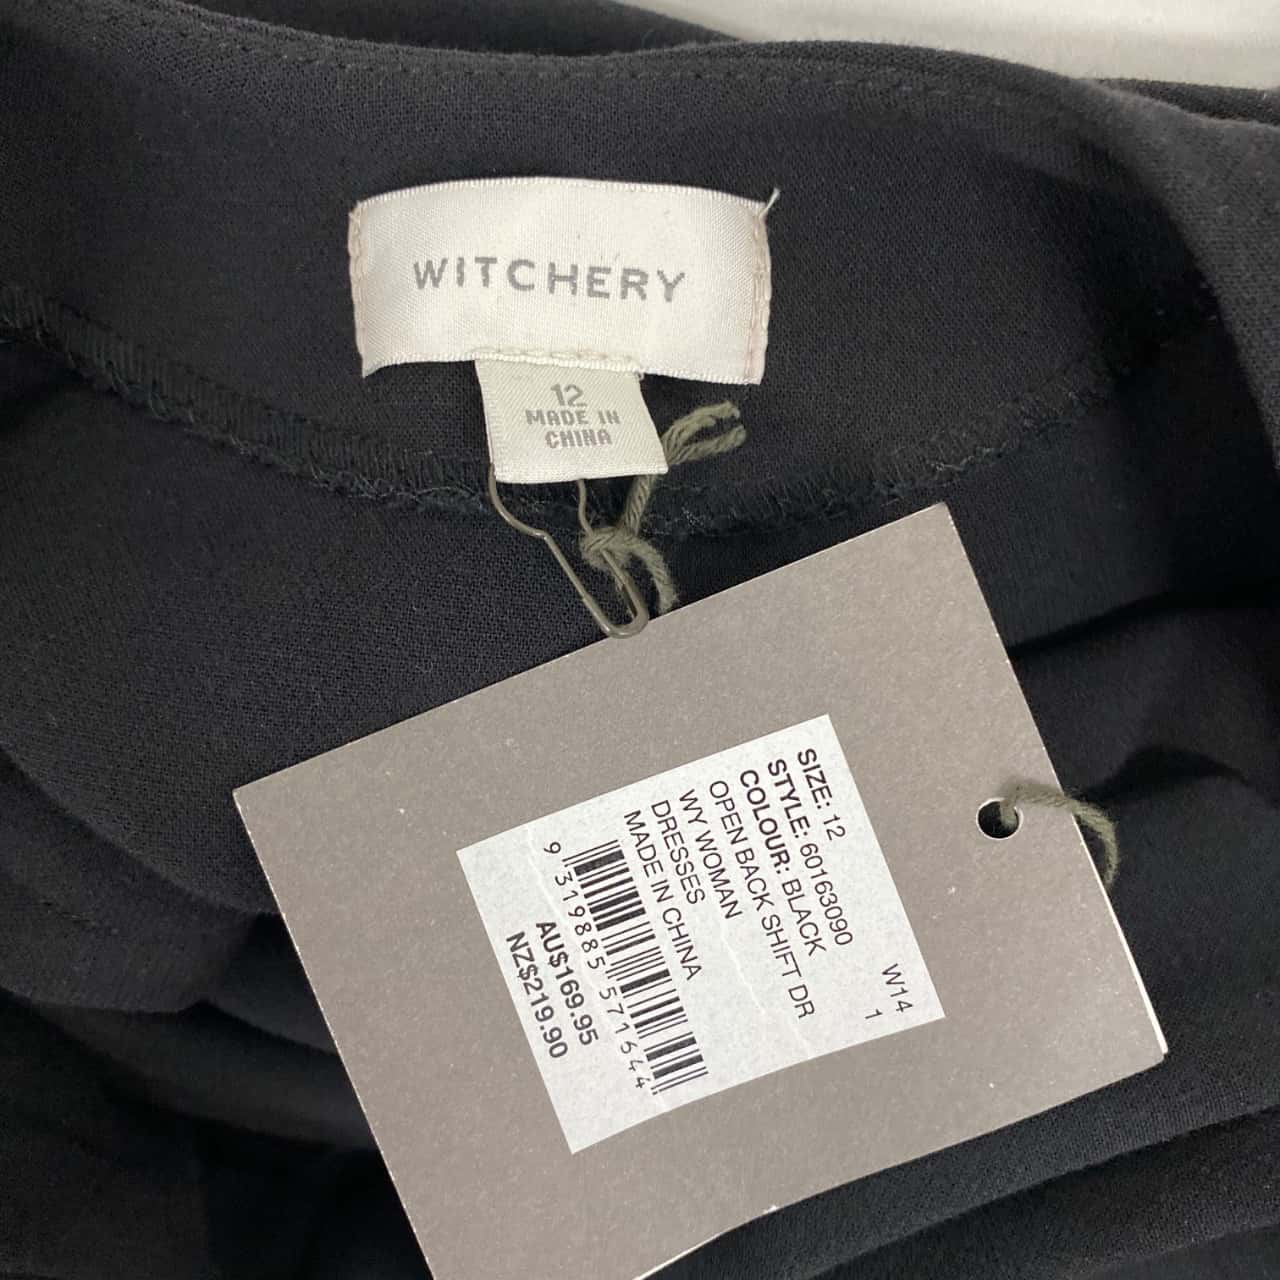 WITCHERY
12
MADE IN
CHINA
W14
1
SIZE: 12
STYLE: 60163090
COLOUR: BLACK
OPEN BACK SHIFT DR
WY WOMAN
DRESSES
MADE IN CHINA
9 319885 571644
AU$169.95
NZ$219.90